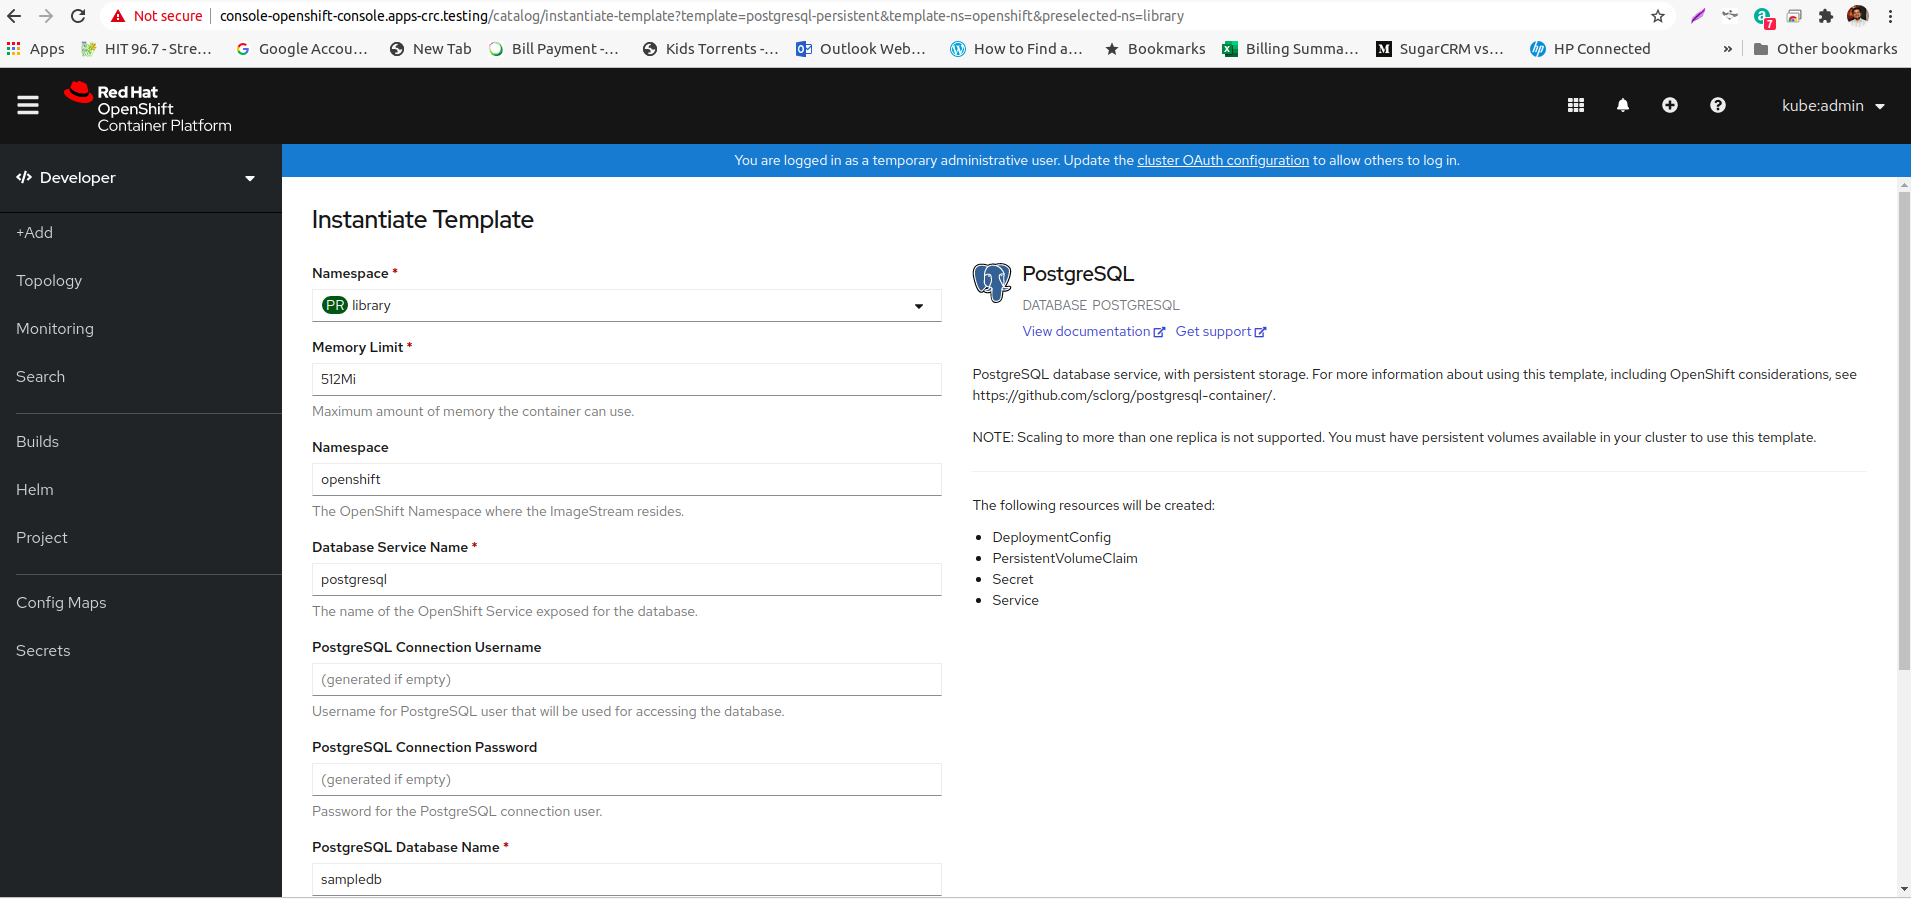 Not secure console-openshift-console.apps-crc.testing/catalog/instantiate-template?template=postgresql-persistent&template-ns=openshift&preselected-ns=library
7
Apps HIT 96.7 - Stre... Google Accou... New Tab Bill Payment -... Kids Torrents -... Outlook Web... How to Find a... Bookmarks Billing Summa... SugarCRM vs... HP Connected » Other bookmarks
Red Hat
OpenShift
Container Platform
kube:admin
You are logged in as a temporary administrative user. Update the cluster OAuth configuration to allow others to log in.
Developer
+Add
Topology
Monitoring
Search
Builds
Helm
Project
Config Maps
Secrets
Instantiate Template
Namespace *
PR library
Memory Limit *
512Mi
Maximum amount of memory the container can use.
Namespace
openshift
The OpenShift Namespace where the ImageStream resides.
Database Service Name *
postgresql
The name of the OpenShift Service exposed for the database.
PostgreSQL Connection Username
(generated if empty)
Username for PostgreSQL user that will be used for accessing the database.
PostgreSQL Connection Password
(generated if empty)
Password for the PostgreSQL connection user.
PostgreSQL Database Name *
sampledb
PostgreSQL
DATABASE POSTGRESQL
View documentation Get support
PostgreSQL database service, with persistent storage. For more information about using this template, including OpenShift considerations, see
https://github.com/sclorg/postgresql-container/.
NOTE: Scaling to more than one replica is not supported. You must have persistent volumes available in your cluster to use this template.
The following resources will be created:
• DeploymentConfig
• PersistentVolumeClaim
• Secret
• Service